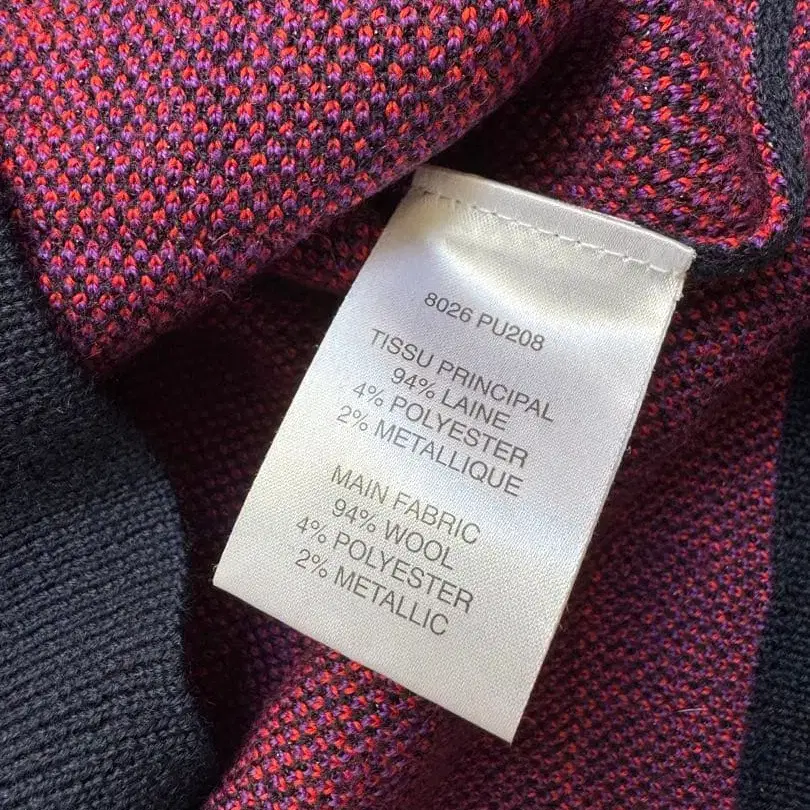 8026 PU208
TISSU PRINCIPAL
94% LAINE
4% POLYESTER
2% METALLIQUE
MAIN FABRIC
94% WOOL
4% POLYESTER
2% METALLIC